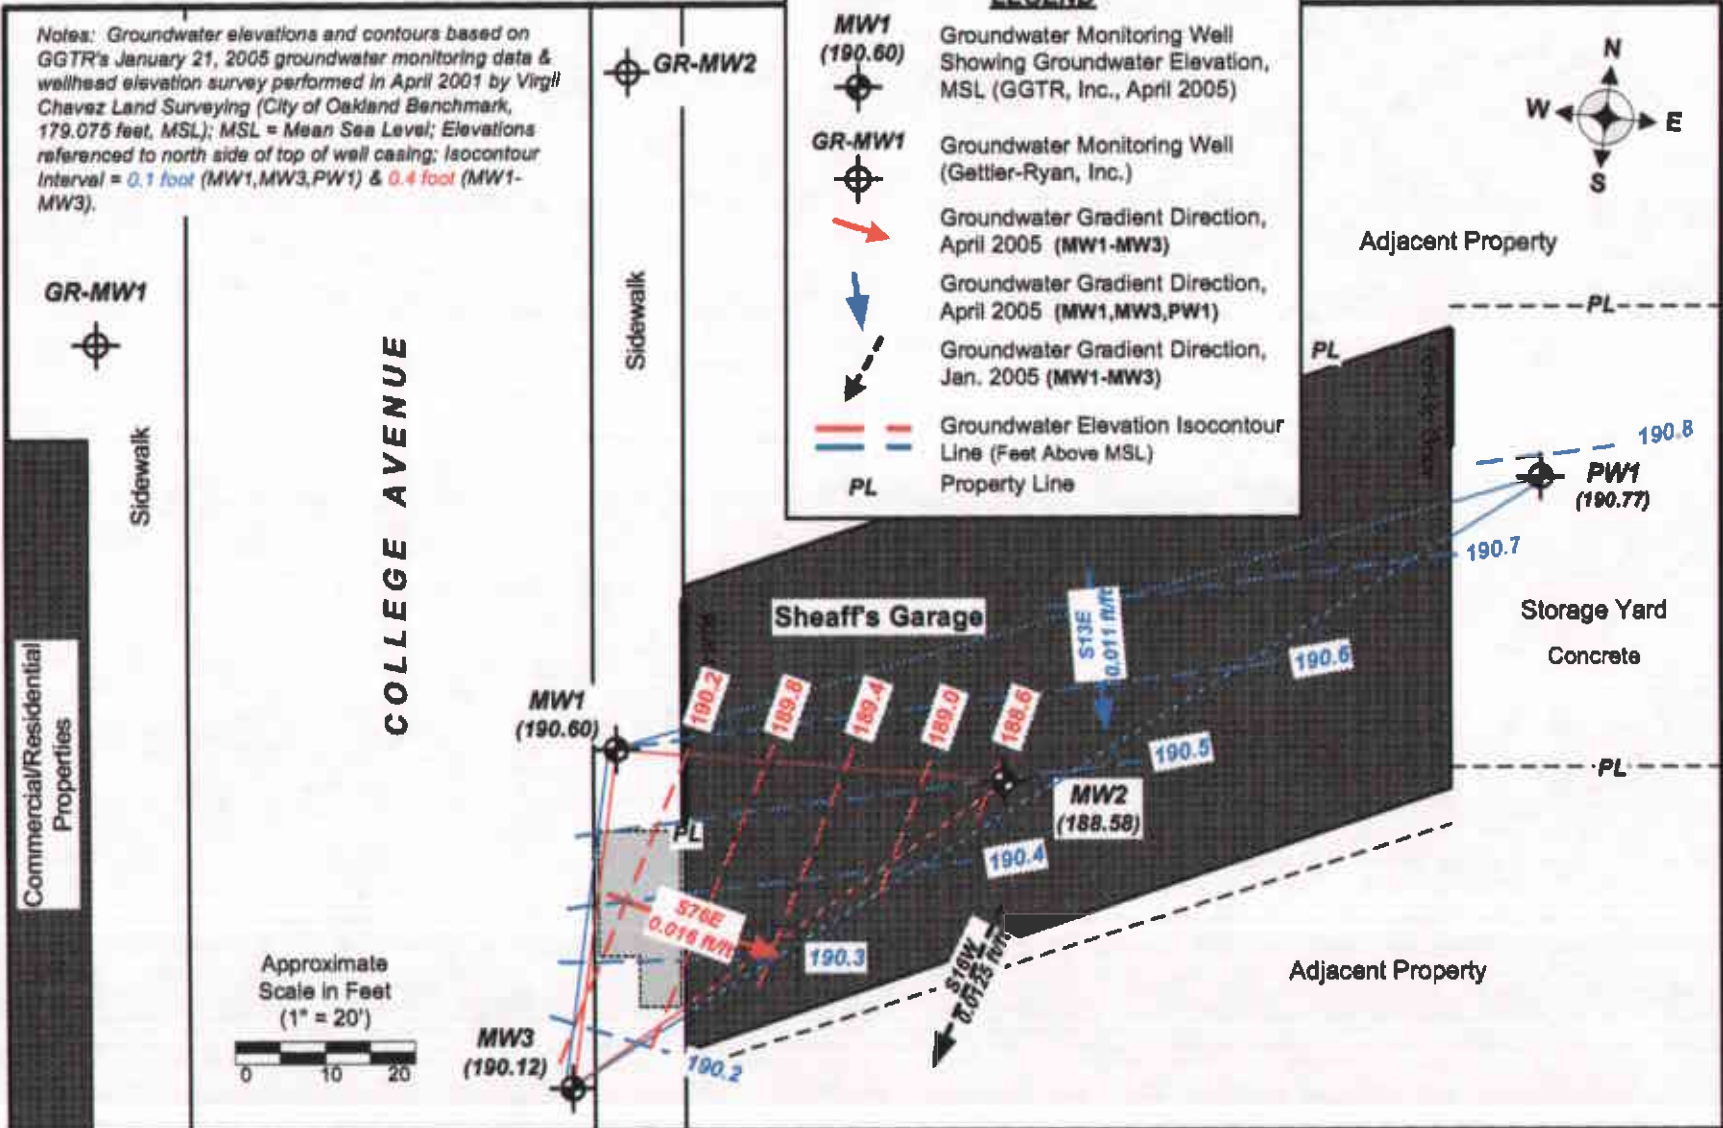 Notes: Groundwater elevations and contours based on
GGTR's January 21, 2005 groundwater monitoring data &
wellhead elevation survey performed in April 2001 by Virgil
Chavez Land Surveying (City of Oakland Benchmark,
179.075 feet, MSL); MSL = Mean Sea Level; Elevations
referenced to north side of top of well casing; Isocontour
Interval = 0.1 foot (MW1,MW3,PW1) & 0.4 foot (MW1-
MW3).
GR-MW2
LEGEND
MW1
(190.60)
Groundwater Monitoring Well
Showing Groundwater Elevation,
MSL (GGTR, Inc., April 2005)
GR-MW1
Groundwater Monitoring Well
(Gettler-Ryan, Inc.)
Groundwater Gradient Direction,
April 2005 (MW1-MW3)
Groundwater Gradient Direction,
April 2005 (MW1,MW3,PW1)
Groundwater Gradient Direction,
Jan. 2005 (MW1-MW3)
Groundwater Elevation Isocontour
Line (Feet Above MSL)
PL
Property Line
N
W
E
S
Adjacent Property
PL
PL
GR-MW1
Sidewalk
COLLEGE AVENUE
Sidewalk
190.8
PW1
(190.77)
190.7
Sheaff's Garage
S13E
0.011 ft/ft
Storage Yard
Concrete
190.6
Commercial/Residential
Properties
MW1
(190.60)
190.2
189.8
189.4
189.0
188.6
190.5
PL
MW2
(188.58)
PL
190.4
S76E
0.016 ft/ft
190.3
S16W
0.0125 ft/ft
Adjacent Property
Approximate
Scale in Feet
(1" = 20')
0
10
20
MW3
(190.12)
190.2